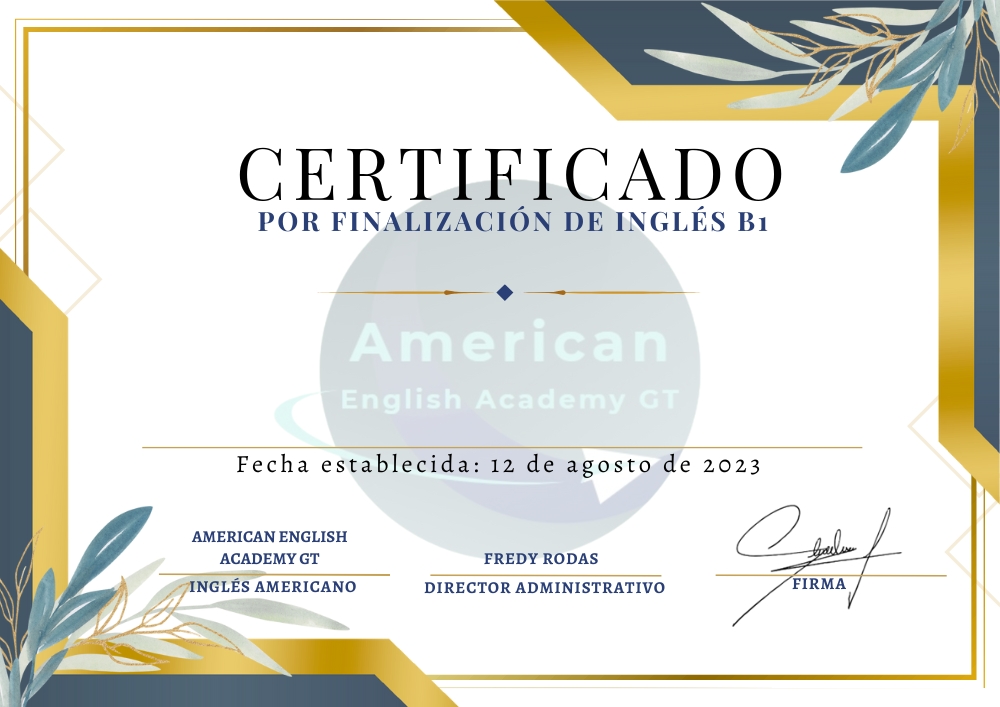 CERTIFICADO
POR FINALIZACIÓN DE INGLÉS B1
American
English Academy GT
Fecha establecida: 12 de agosto de 2023
AMERICAN ENGLISH
ACADEMY GT
INGLÉS AMERICANO
FREDY RODAS
DIRECTOR ADMINISTRATIVO
FIRMA